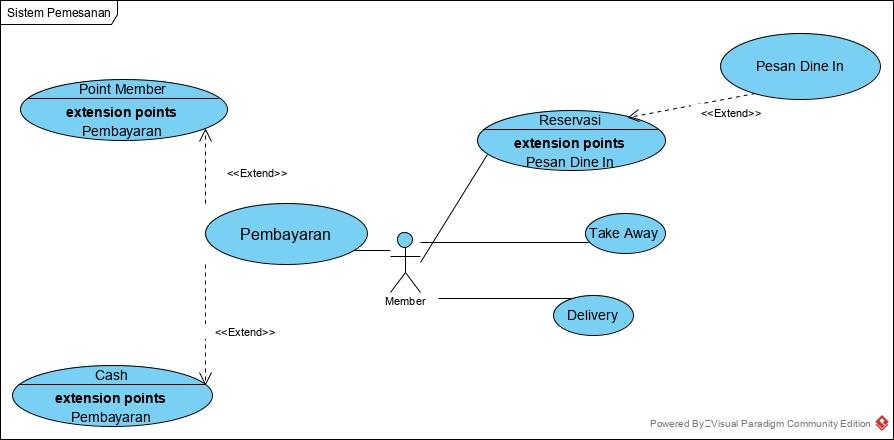 Sistem Pemesanan
Pesan Dine In
Point Member
extension points
Pembayaran
<<Extend>>
Reservasi
extension points
Pesan Dine In
<<Extend>>
Pembayaran
Take Away
Member
Delivery
<<Extend>>
Cash
extension points
Pembayaran
Powered By Visual Paradigm Community Edition